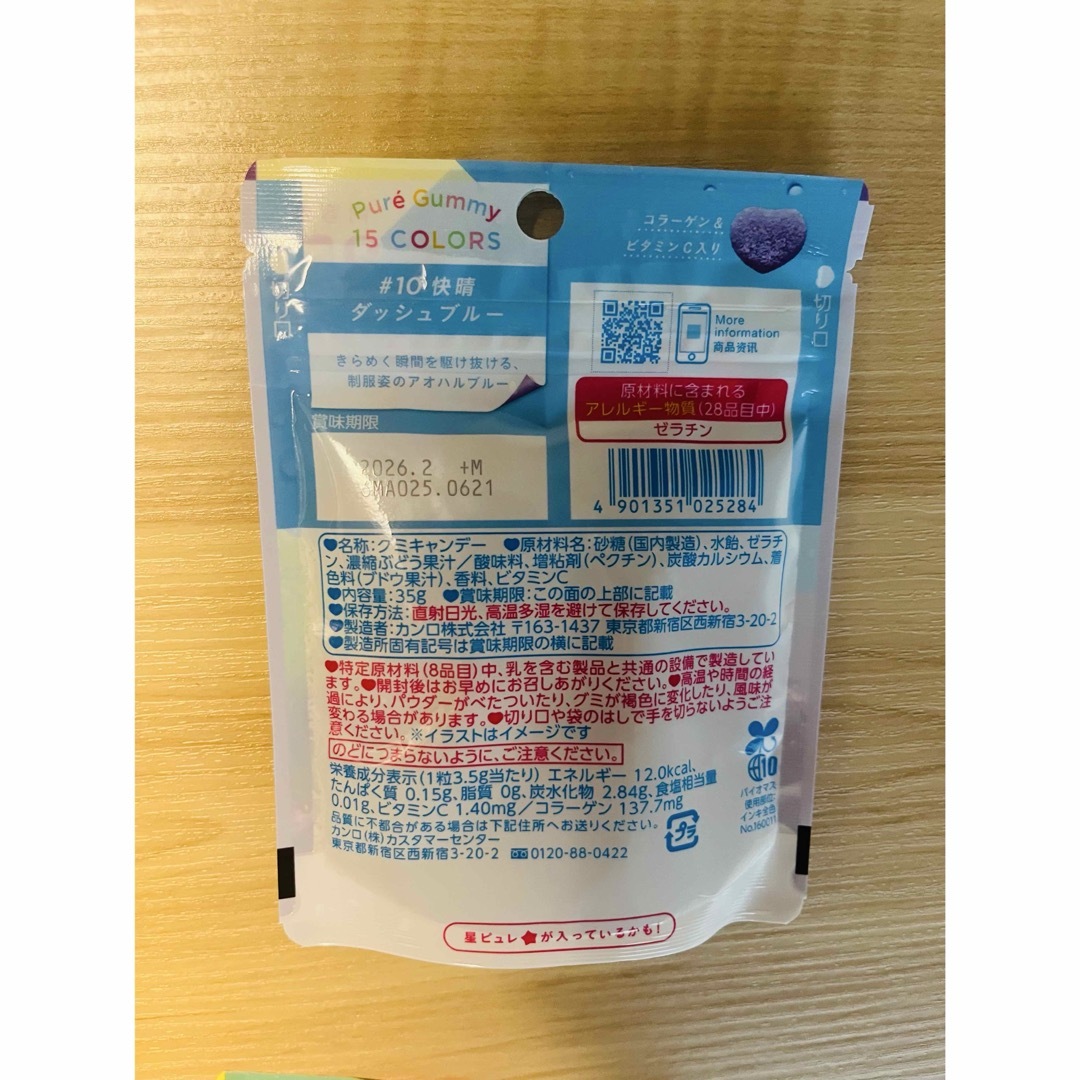 Puré Gummy
15 COLORS
#10 快晴
ダッシュブルー
きらめく瞬間を駆け抜ける、
制服姿のアオハルブルー
賞味期限
2026.2 +M
MA025.0621
コラーゲン&
ビタミンC入り
切り口
切り口
More
information
商品资讯
原材料に含まれる
アレルギー物質(28品目中)
ゼラチン
4 901351 025284
♥名称:グミキャンデー ♥原材料名:砂糖(国内製造)、水飴、ゼラチ
ン、濃縮ぶどう果汁/酸味料、増粘剤(ペクチン)、炭酸カルシウム、着
色料(ブドウ果汁)、香料、ビタミンC
♥内容量:35g ♥賞味期限:この面の上部に記載
♥保存方法:直射日光、高温多湿を避けて保存してください。
♥製造者:カンロ株式会社 〒163-1437 東京都新宿区西新宿3-20-2
♥製造所固有記号は賞味期限の横に記載
♥特定原材料(8品目)中、乳を含む製品と共通の設備で製造してい
ます。♥開封後はお早めにお召しあがりください。♥高温や時間の経
過により、パウダーがべたついたり、グミが褐色に変化したり、風味が
変わる場合があります。♥切り口や袋のはしで手を切らないようご注
意ください。※イラストはイメージです
のどにつまらないように、ご注意ください。
栄養成分表示(1粒3.5g当たり) エネルギー 12.0kcal、
たんぱく質 0.15g、脂質 0g、炭水化物 2.84g、食塩相当量
0.01g、ビタミンC 1.40mg/コラーゲン 137.7mg
品質に不都合がある場合は下記住所へお送りください。
カンロ(株)カスタマーセンター
東京都新宿区西新宿3-20-2 0120-88-0422
プラ
10
バイオマス
使用部位:
インキ全色
No.160011
星ピュレ★が入っているかも!